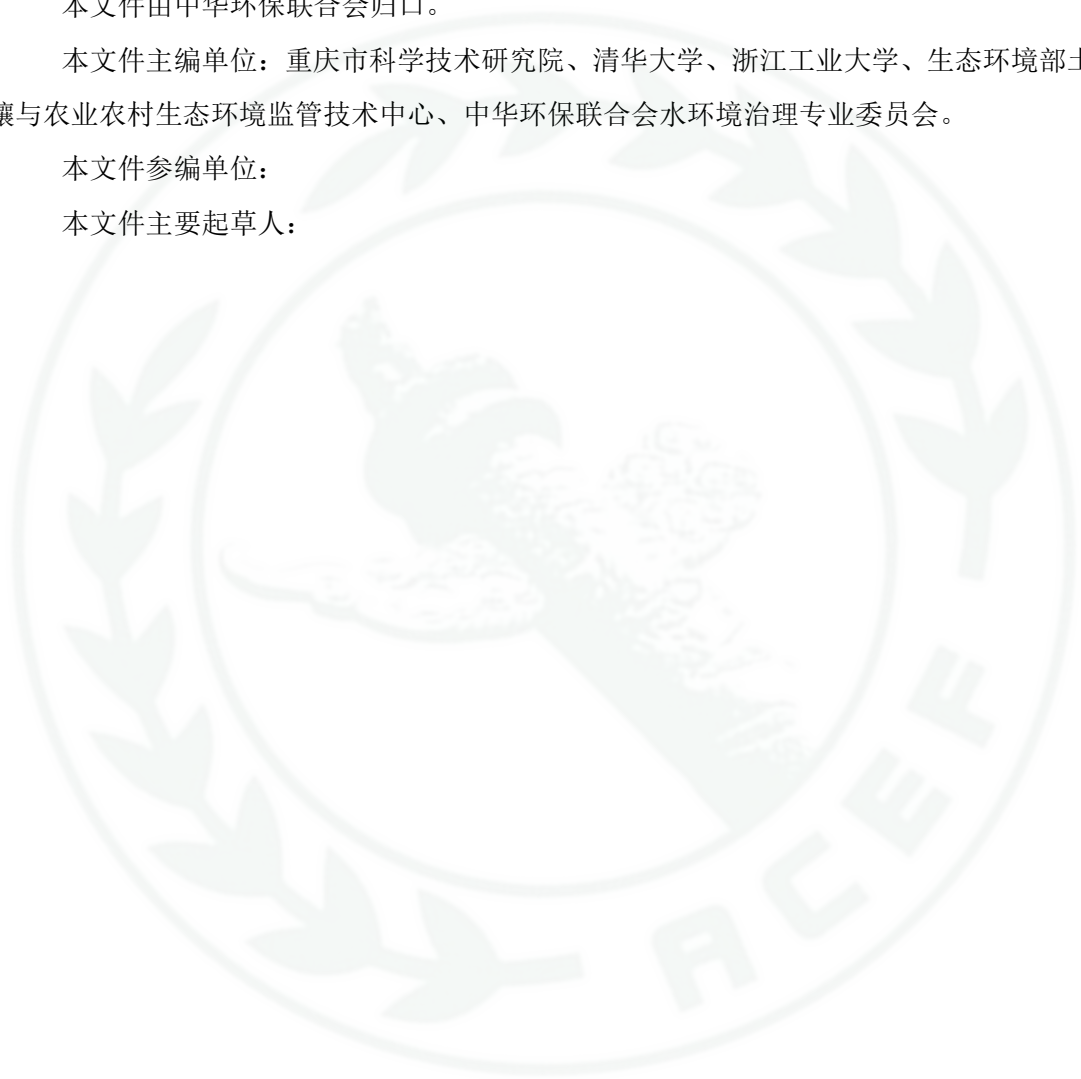 本文件由中华环保联合会归口。
本文件主编单位：重庆市科学技术研究院、清华大学、浙江工业大学、生态环境部土
壤与农业农村生态环境监管技术中心、中华环保联合会水环境治理专业委员会。
本文件参编单位：
本文件主要起草人：
ACEF